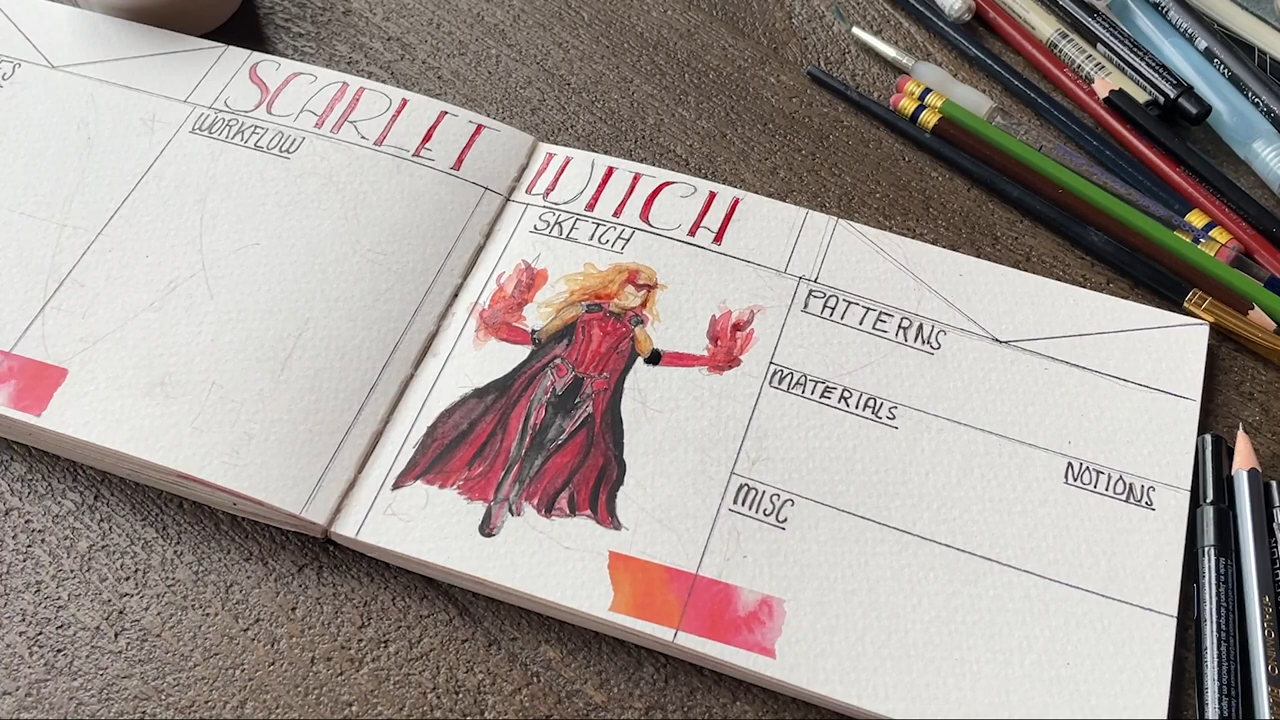 SCARLET WITCH
WORKFLOW
SKETCH
PATTERNS
MATERIALS
NOTIONS
MISC